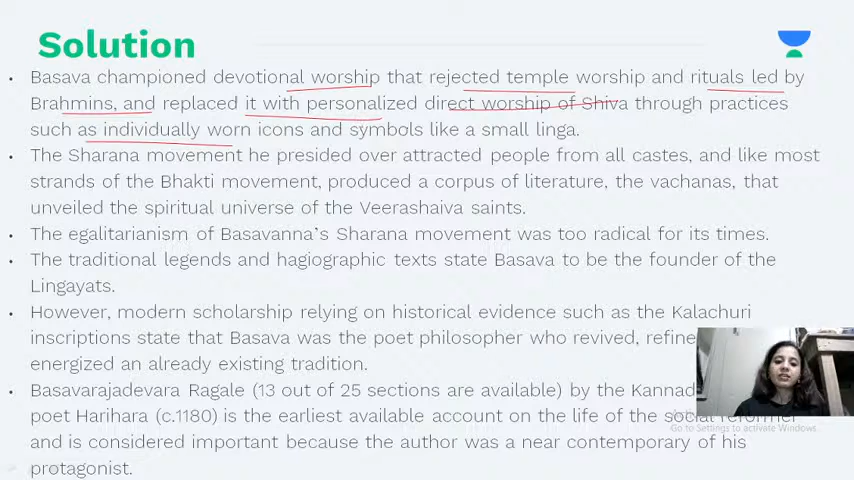 Solution
• Basava championed devotional worship that rejected temple worship and rituals led by
Brahmins, and replaced it with personalized direct worship of Shiva through practices
such as individually worn icons and symbols like a small linga.
• The Sharana movement he presided over attracted people from all castes, and like most
strands of the Bhakti movement, produced a corpus of literature, the vachanas, that
unveiled the spiritual universe of the Veerashaiva saints.
• The egalitarianism of Basavanna's Sharana movement was too radical for its times.
• The traditional legends and hagiographic texts state Basava to be the founder of the
Lingayats.
• However, modern scholarship relying on historical evidence such as the Kalachuri
inscriptions state that Basava was the poet philosopher who revived,
energized an already existing tradition.
• Basavarajadevara Ragale (13 out of 25 sections are available) by the
poet Harihara (c.1180) is the earliest available account on the life of the social reformer
Go to Settings to activate Windows.
and is considered important because the author was a near contemporary of his
protagonist.